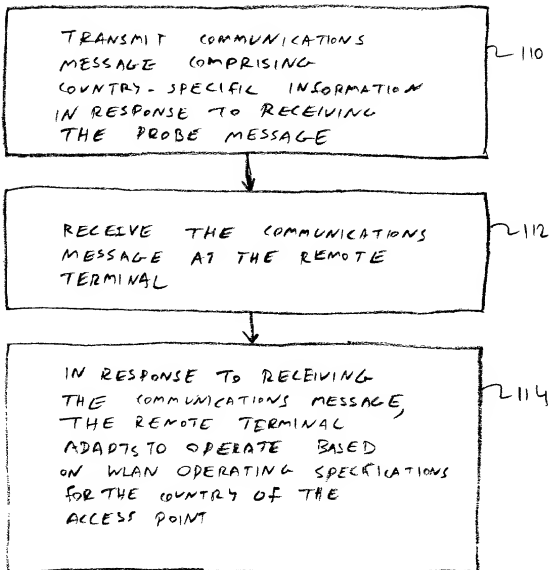 TRANSMIT COMMUNICATIONS
MESSAGE COMPRISING
COUNTRY-SPECIFIC INFORMATION
IN RESPONSE TO RECEIVING
THE PROBE MESSAGE
110
RECEIVE THE COMMUNICATIONS
MESSAGE AT THE REMOTE
TERMINAL
112
IN RESPONSE TO RECEIVING
THE COMMUNICATIONS MESSAGE,
THE REMOTE TERMINAL
ADAPTS TO OPERATE BASED
ON WLAN OPERATING SPECIFICATIONS
FOR THE COUNTRY OF THE
ACCESS POINT
114